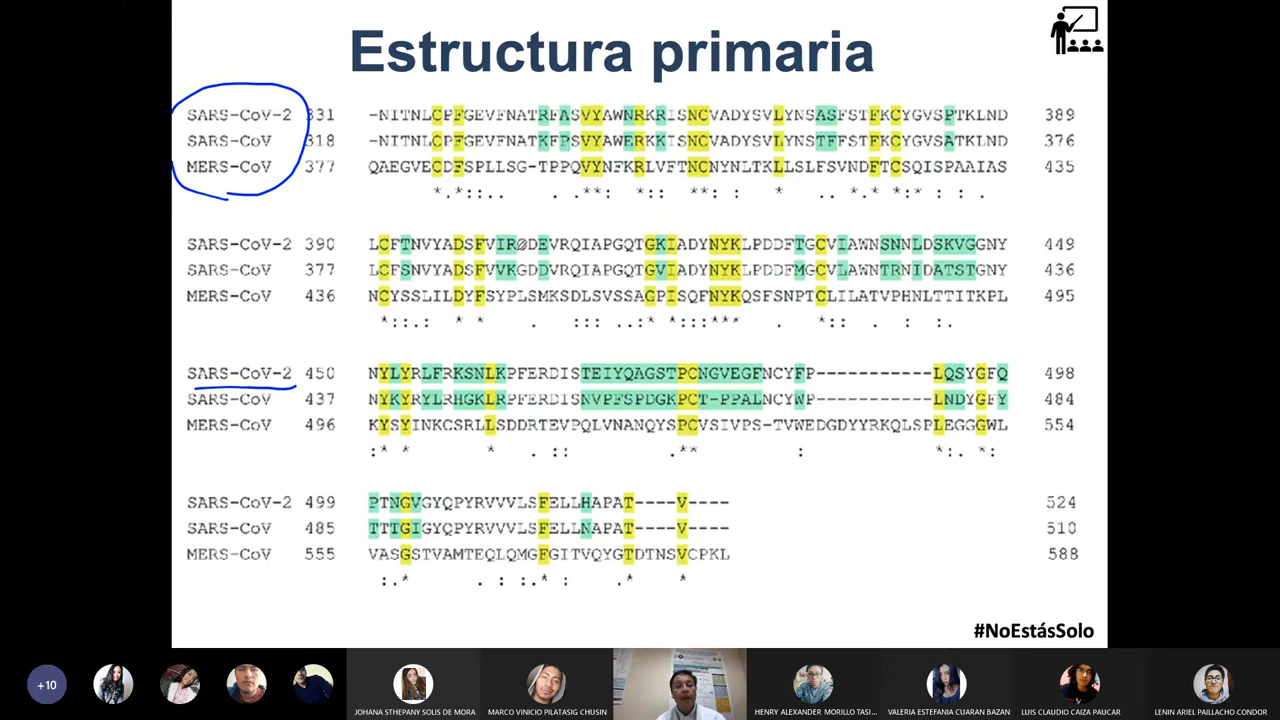 Estructura primaria
SARS-CoV-2 331 -NITNLCPFGEVFNATRFASVYAWNRKRISNCVADYSVLYNSASFSTFKCYGVSPTKLND 389
SARS-CoV 318 -NITNLCPFGEVFNATKFPSVYAWERKKISNCVADYSVLYNSTFFSTFKCYGVSATKLND 376
MERS-CoV 377 QAEGVECDFSPLLSG-TPPQVYNFKRLVFTNCNYNLTKLLSLFSVNDFTCSQISPAAIAS 435
*.*::.. **: *: **: : * .. *.*:*: : .
SARS-CoV-2 390 LCFTNVYADSFVIRGDEVRQIAPGQTGKIADYNYKLPDDFTGCVIAWNSNNLDSKVGGNY 449
SARS-CoV 377 LCFSNVYADSFVVKGDDVRQIAPGQTGVIADYNYKLPDDFMGCVLAWNTRNIDATSTGNY 436
MERS-CoV 436 NCYSSLILDYFSYPLSMKSDLSVSSAGPISQFNYKQSFSNPTCLILATVPHNLTTITKPL 495
*::.: * * . ::: ..:* *:::*** . *:: . : :.
SARS-CoV-2 450 NYLYRLFRKSNLKPFERDISTEIYQAGSTPCNGVEGFNCYFP-----------LQSYGFQ 498
SARS-CoV 437 NYKYRYLRHGKLRPFERDISNVPFSPDGKPCT-PPALNCYWP-----------LNDYGFY 484
MERS-CoV 496 KYSYINKCSRLLSDDRTEVPQLVNANQYSPCVSIVPS-TVWEDGDYYRKQLSPLEGGGWL 554
:* * * . :: .** : *:. *:
SARS-CoV-2 499 PTNGVGYQPYRVVVLSFELLHAPAT----V---- 524
SARS-CoV 485 TTTGIGYQPYRVVVLSFELLNAPAT----V---- 510
MERS-CoV 555 VASGSTVAMTEQLQMGFGITVQYGTDTNSVCPKL 588
:.* . : :.* : .* *
#NoEstásSolo
+10
JOHANA STHEPANY SOLIS DE MORA
MARCO VINICIO PILATASIG CHUSIN
HENRY ALEXANDER MORILLO TASI...
VALERIA ESTEFANIA CUARAN BAZAN
LUIS CLAUDIO CAIZA PAUCAR
LENIN ARIEL PAILLACHO CONDOR